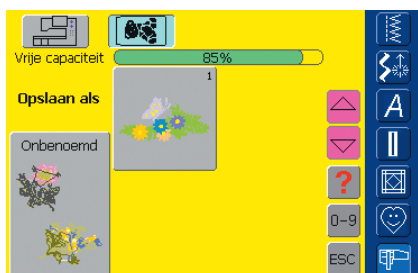 Vrije capaciteit 85%
1
Opslaan als
A
Onbenoemd
?
0-9
ESC